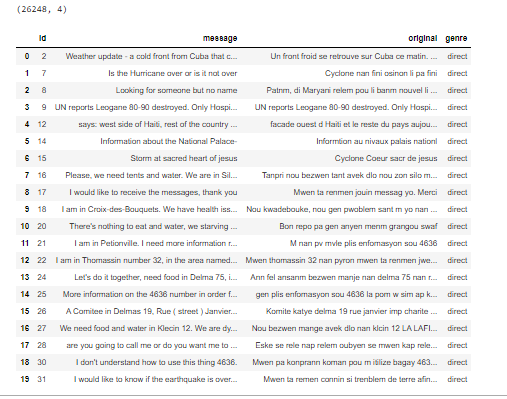 (26248, 4)
id message original genre
0 2 Weather update - a cold front from Cuba that c... Un front froid se retrouve sur Cuba ce matin. ... direct
1 7 Is the Hurricane over or is it not over Cyclone nan fini osinon li pa fini direct
2 8 Looking for someone but no name Patnm, di Maryani relem pou li banm nouvel li ... direct
3 9 UN reports Leogane 80-90 destroyed. Only Hospi... UN reports Leogane 80-90 destroyed. Only Hospi... direct
4 12 says: west side of Haiti, rest of the country ... facade ouest d Haiti et le reste du pays aujou... direct
5 14 Information about the National Palace- Informtion au nivaux palais nationl direct
6 15 Storm at sacred heart of jesus Cyclone Coeur sacr de jesus direct
7 16 Please, we need tents and water. We are in Sil... Tanpri nou bezwen tant avek dlo nou zon silo m... direct
8 17 I would like to receive the messages, thank you Mwen ta renmen jouin messag yo. Merci direct
9 18 I am in Croix-des-Bouquets. We have health iss... Nou kwadebouke, nou gen pwoblem sant m yo nan ... direct
10 20 There's nothing to eat and water, we starving ... Bon repo pa gen anyen menm grangou swaf direct
11 21 I am in Petionville. I need more information r... M nan pv mvle plis enfomasyon sou 4636 direct
12 22 I am in Thomassin number 32, in the area named... Mwen thomassin 32 nan pyron mwen ta renmen jwe... direct
13 24 Let's do it together, need food in Delma 75, i... Ann fel ansanm bezwen manje nan delma 75 nan r... direct
14 25 More information on the 4636 number in order f... gen plis enfomasyon sou 4636 la pom w sim ap k... direct
15 26 A Comitee in Delmas 19, Rue ( street ) Janvier... Komite katye delma 19 rue janvier imp charite ... direct
16 27 We need food and water in Klecin 12. We are dy... Nou bezwen mange avek dlo nan klcin 12 LA LAFI... direct
17 28 are you going to call me or do you want me to ... Eske se rele nap relem oubyen se mwen kap rele... direct
18 30 I don't understand how to use this thing 4636. Mwen pa konprann koman pou m itilize bagay 463... direct
19 31 I would like to know if the earthquake is over... Mwen ta remen connin si trenblem de terre afin... direct